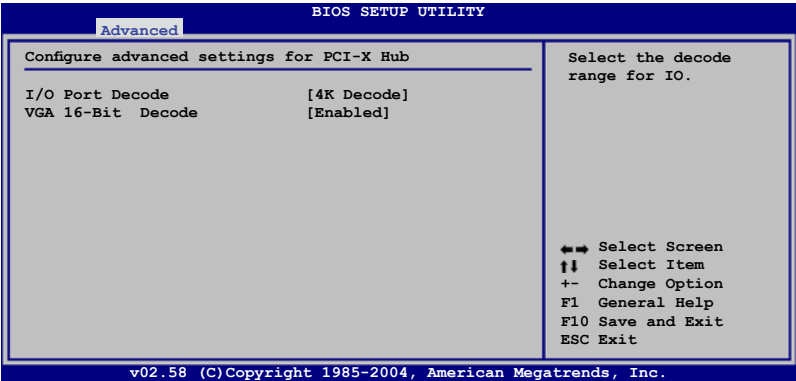 BIOS SETUP UTILITY
Advanced
Configure advanced settings for PCI-X Hub
I/O Port Decode [4K Decode]
VGA 16-Bit Decode [Enabled]
Select the decode
range for IO.
Select Screen
Select Item
+- Change Option
F1 General Help
F10 Save and Exit
ESC Exit
v02.58 (C)Copyright 1985-2004, American Megatrends, Inc.